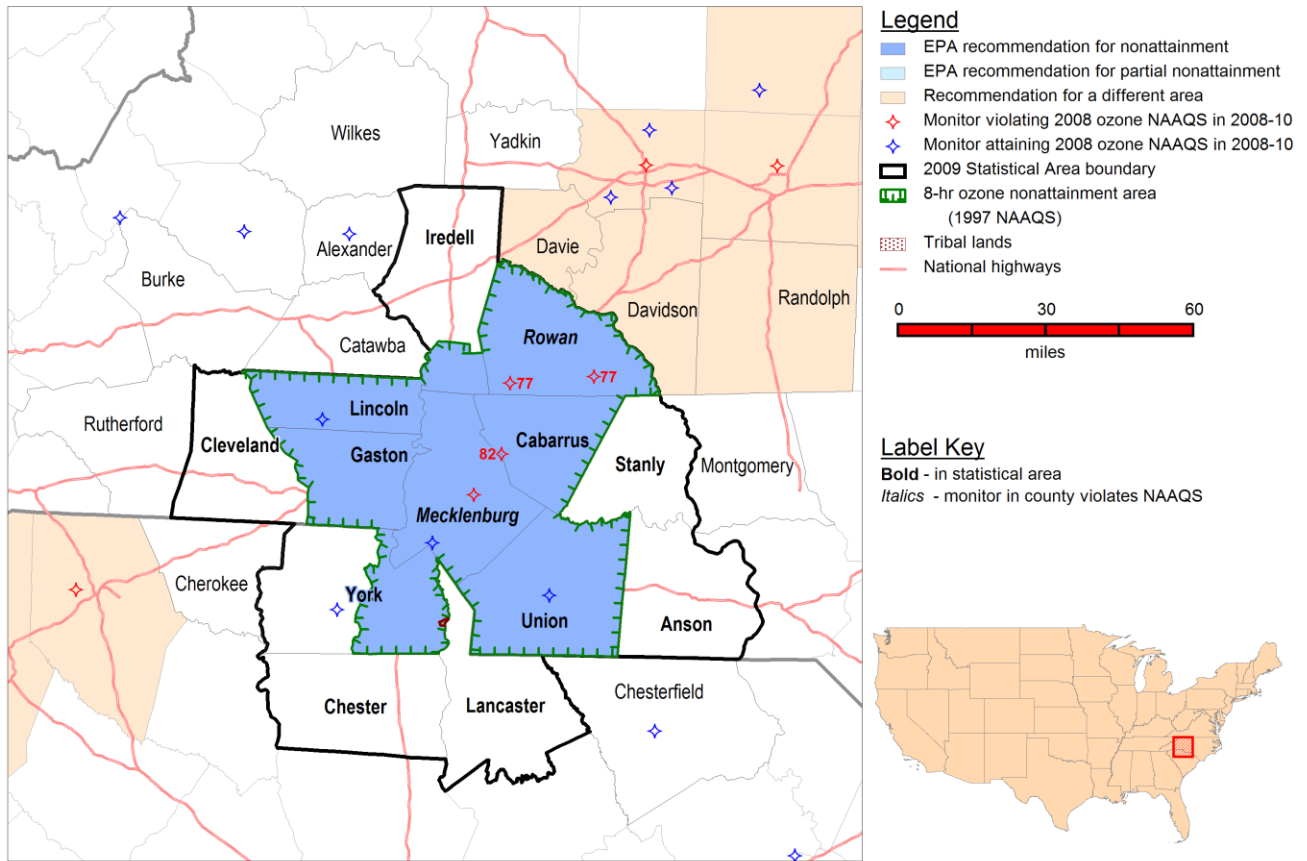 Wilkes
Yadkin
Iredell
Alexander
Davie
Burke
Davidson
Randolph
Catawba
Rowan
77
77
Lincoln
Rutherford
Cleveland
Gaston
Cabarrus
82
Stanly
Montgomery
Mecklenburg
Cherokee
York
Union
Anson
Chester
Lancaster
Chesterfield
Legend
EPA recommendation for nonattainment
EPA recommendation for partial nonattainment
Recommendation for a different area
Monitor violating 2008 ozone NAAQS in 2008-10
Monitor attaining 2008 ozone NAAQS in 2008-10
2009 Statistical Area boundary
8-hr ozone nonattainment area
(1997 NAAQS)
Tribal lands
National highways
0 30 60
miles
Label Key
Bold - in statistical area
Italics - monitor in county violates NAAQS